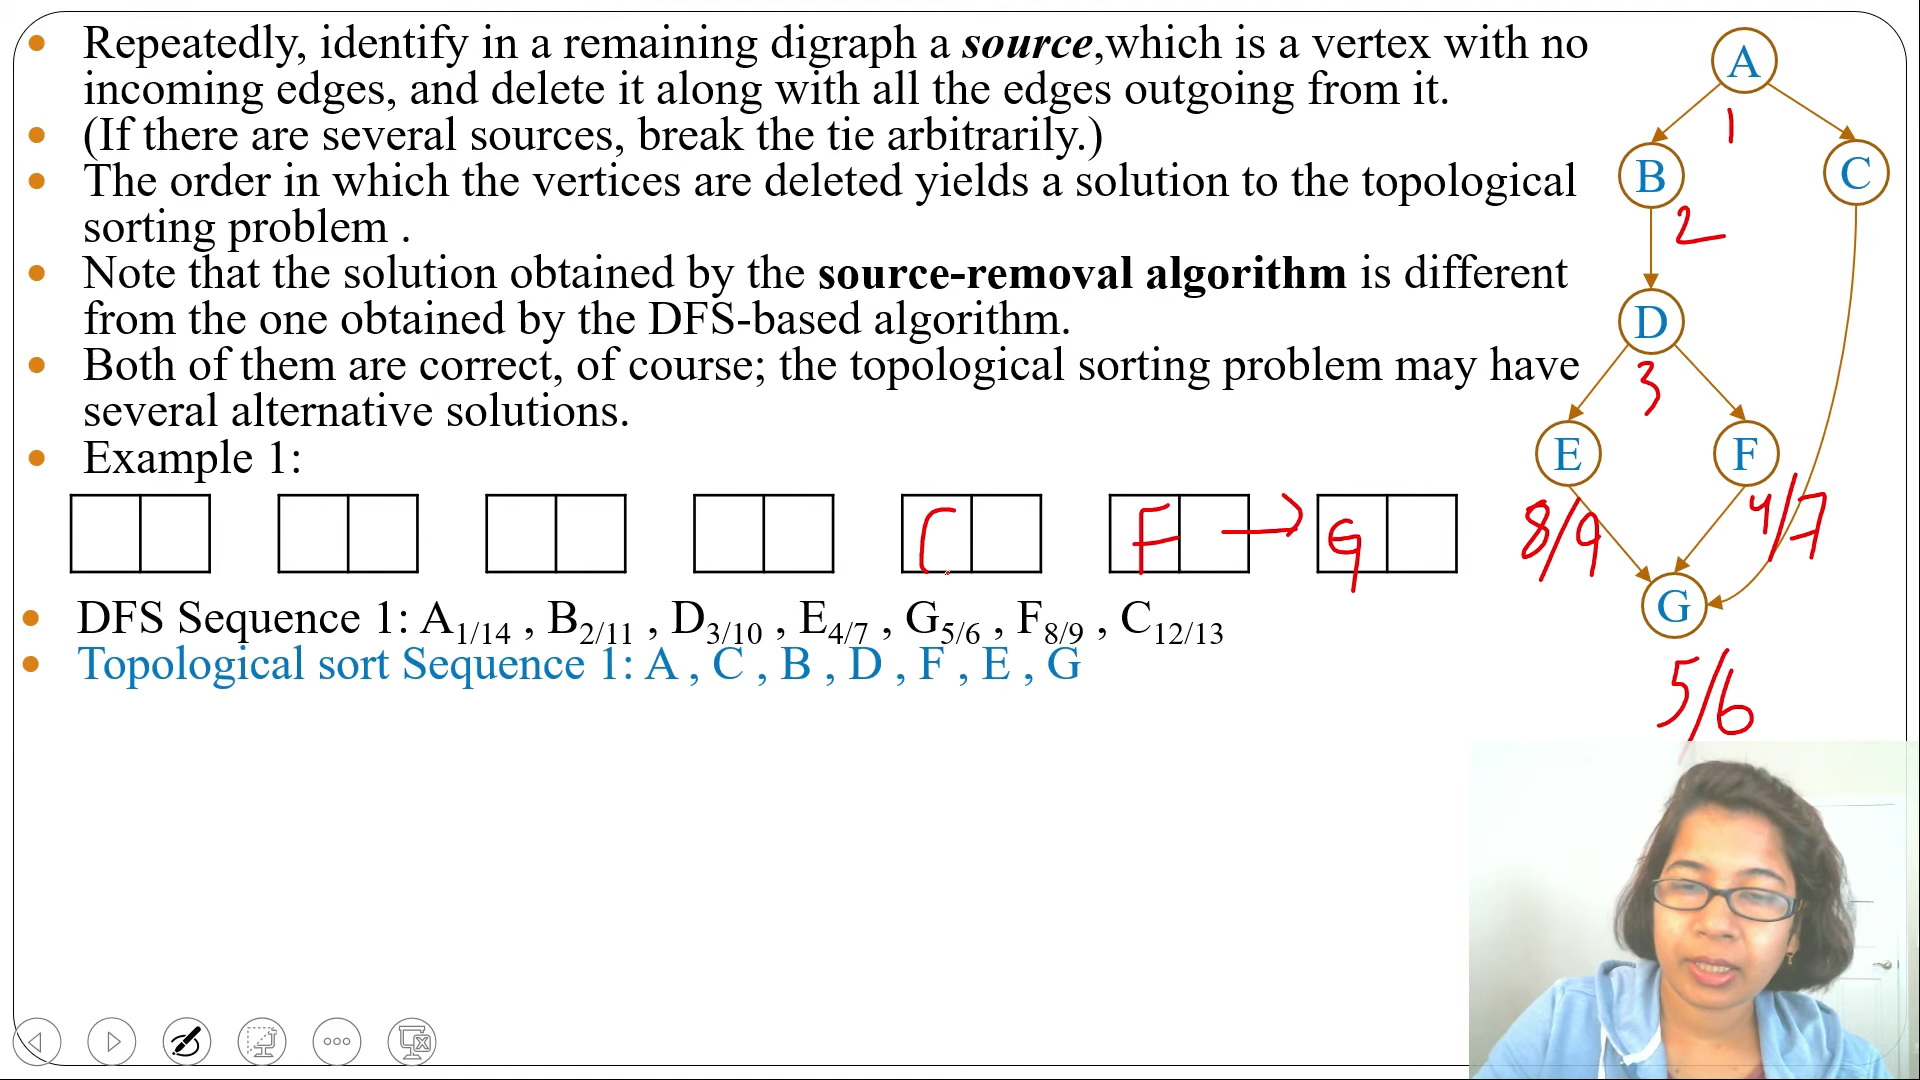 Repeatedly, identify in a remaining digraph a source,which is a vertex with no
incoming edges, and delete it along with all the edges outgoing from it.
(If there are several sources, break the tie arbitrarily.)
The order in which the vertices are deleted yields a solution to the topological
sorting problem .
Note that the solution obtained by the source-removal algorithm is different
from the one obtained by the DFS-based algorithm.
Both of them are correct, of course; the topological sorting problem may have
several alternative solutions.
Example 1:
F → G
DFS Sequence 1: A1/14 , B2/11 , D3/10 , E4/7 , G5/6 , F8/9 , C12/13
Topological sort Sequence 1: A , C , B , D , F , E , G
A
1
B C
2
D
3
E F
8/9 4/7
G
5/6